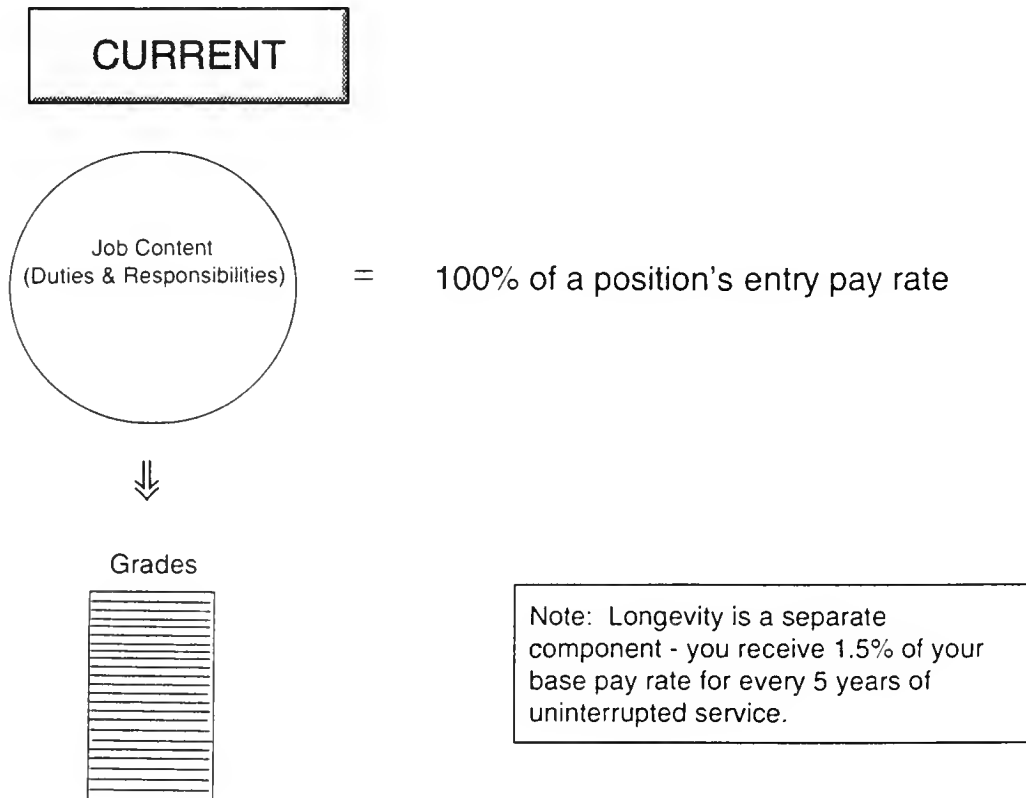 CURRENT
Job Content
(Duties & Responsibilities)
=
100% of a position's entry pay rate
Grades
Note: Longevity is a separate
component - you receive 1.5% of your
base pay rate for every 5 years of
uninterrupted service.